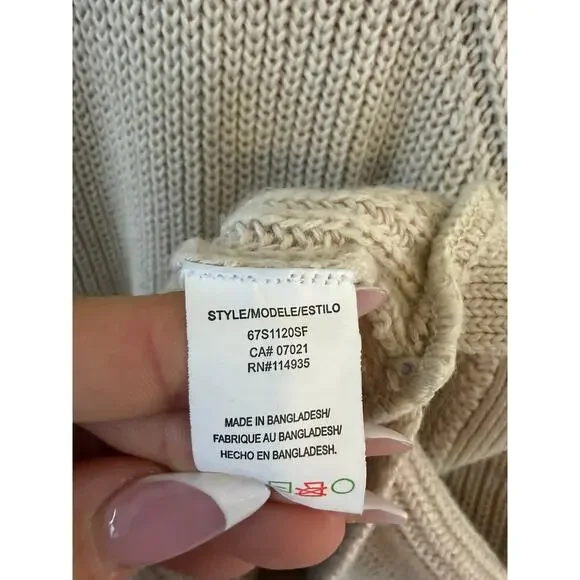 STYLE/MODELE/ESTILO
67S1120SF
CA# 07021
RN#114935
MADE IN BANGLADESH/
FABRIQUE AU BANGLADESH/
HECHO EN BANGLADESH.